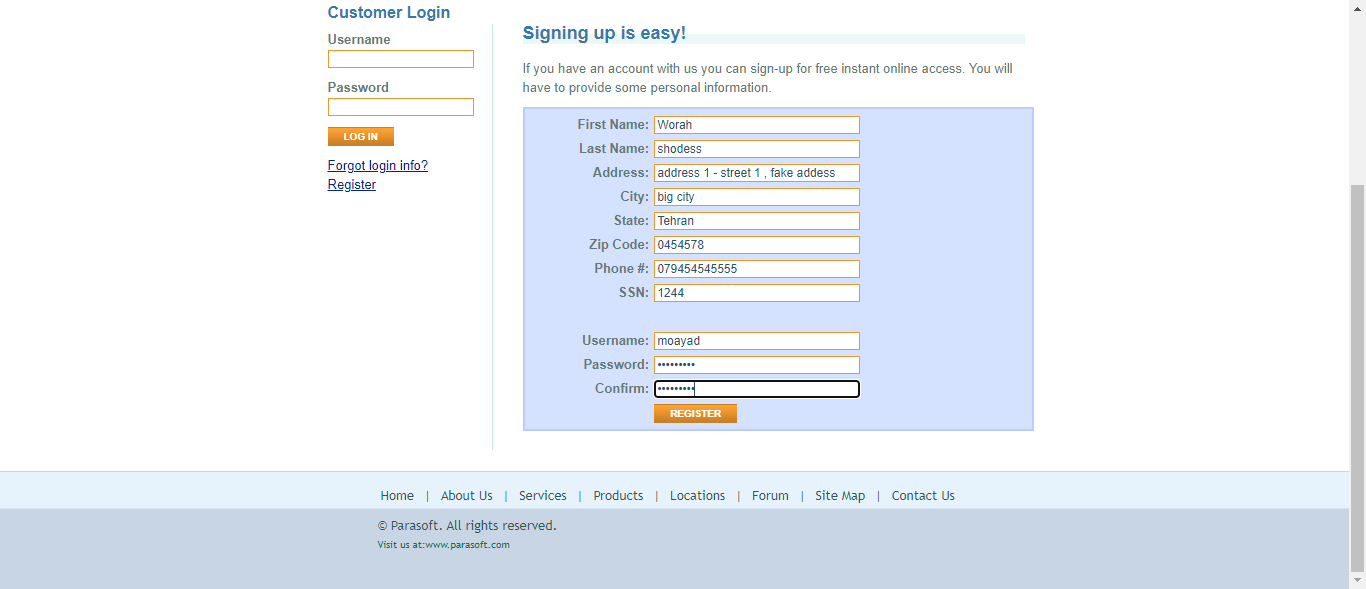 Customer Login
Username
Password
LOG IN
Forgot login info?
Register
Signing up is easy!
If you have an account with us you can sign-up for free instant online access. You will
have to provide some personal information.
First Name: Worah
Last Name: shodess
Address: address 1 - street 1 , fake addess
City: big city
State: Tehran
Zip Code: 0454578
Phone #: 079454545555
SSN: 1244
Username: moayad
Password: •••••••••
Confirm: •••••••••
REGISTER
Home | About Us | Services | Products | Locations | Forum | Site Map | Contact Us
© Parasoft. All rights reserved.
Visit us at:www.parasoft.com